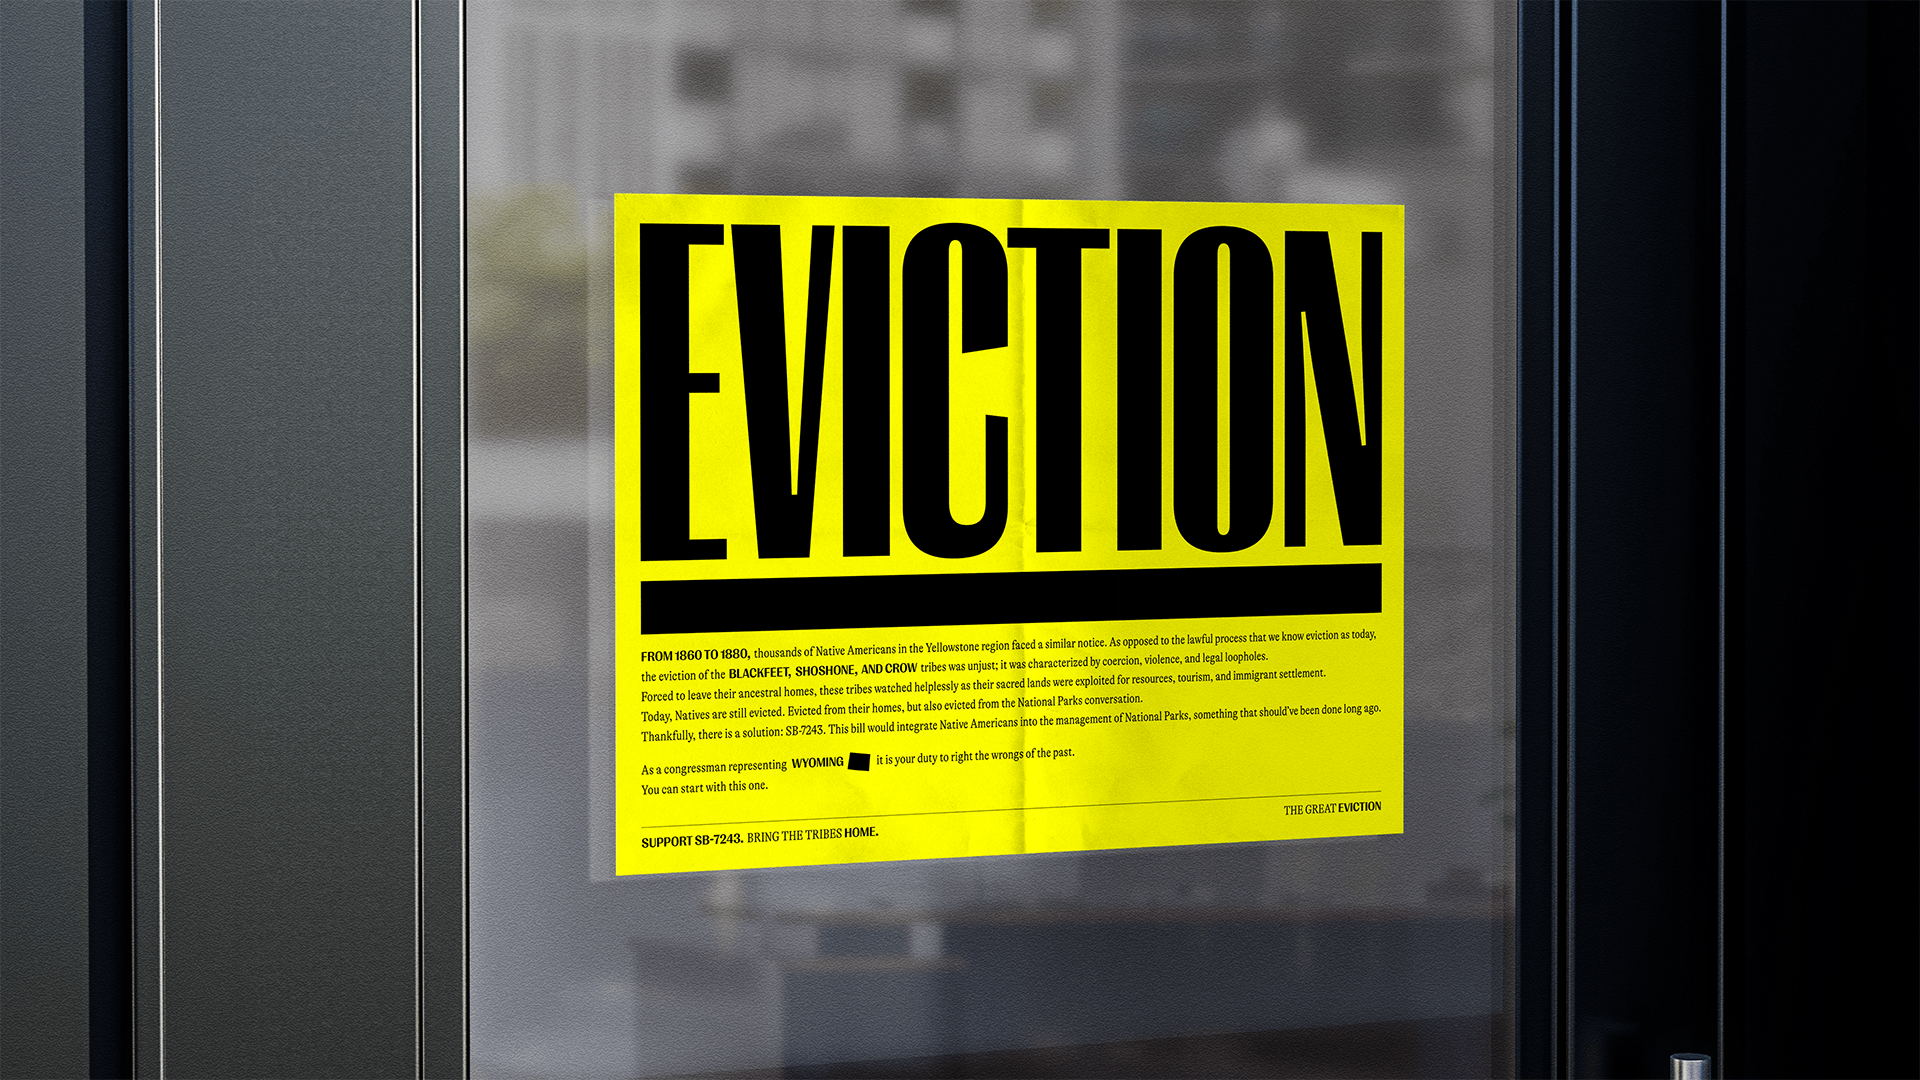 EVICTION
FROM 1860 TO 1880, thousands of Native Americans in the Yellowstone region faced a similar notice. As opposed to the lawful process that we know eviction as today,
the eviction of the BLACKFEET, SHOSHONE, AND CROW tribes was unjust; it was characterized by coercion, violence, and legal loopholes.
Forced to leave their ancestral homes, these tribes watched helplessly as their sacred lands were exploited for resources, tourism, and immigrant settlement.
Today, Natives are still evicted. Evicted from their homes, but also evicted from the National Parks conversation.
Thankfully, there is a solution: SB-7243. This bill would integrate Native Americans into the management of National Parks, something that should've been done long ago.
As a congressman representing WYOMING it is your duty to right the wrongs of the past.
You can start with this one.
THE GREAT EVICTION
SUPPORT SB-7243. BRING THE TRIBES HOME.